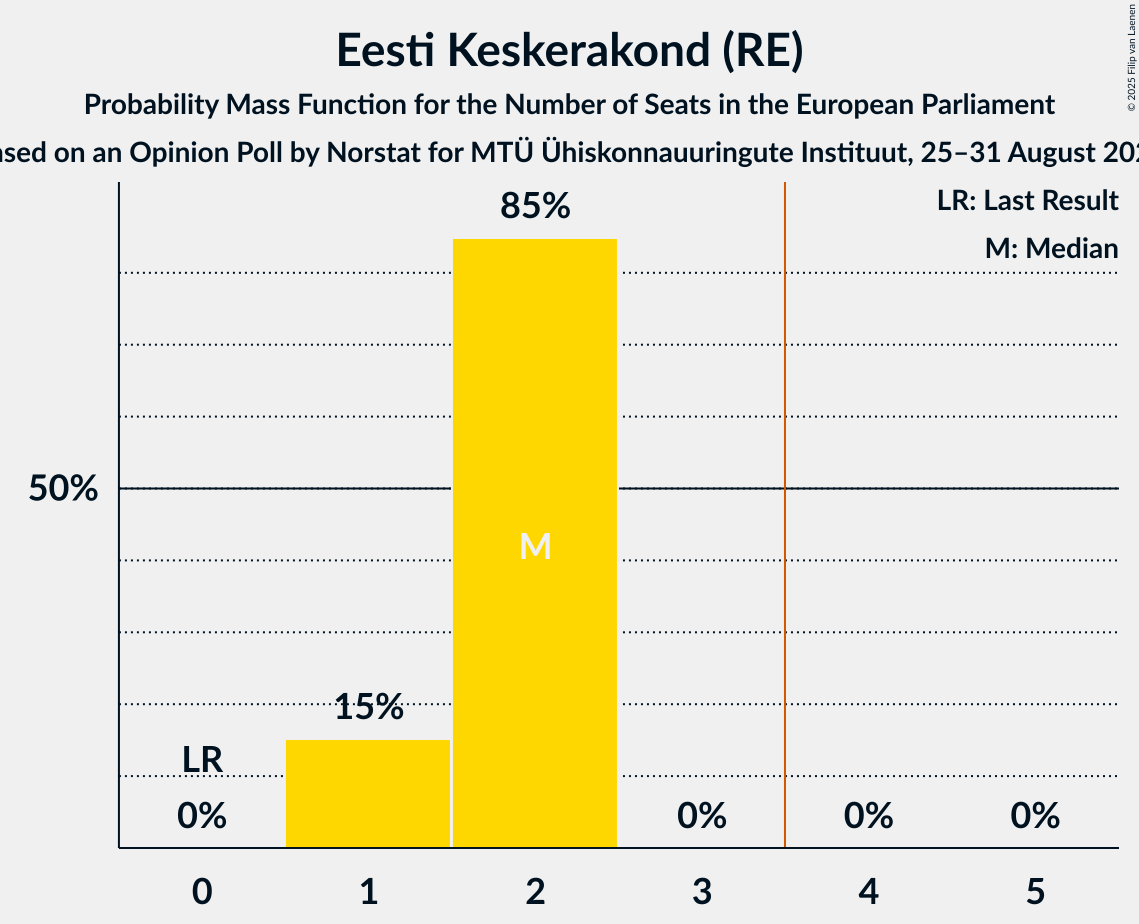 Eesti Keskerakond (RE)
Probability Mass Function for the Number of Seats in the European Parliament
on an Opinion Poll by Norstat for MTÜ Ühiskonnauuringute Instituut, 25–31 August
© 2025 Filip van Laenen
LR: Last Result
M: Median
85%
50%
M
15%
LR
0%
0%
0%
0%
0
1
2
3
4
5